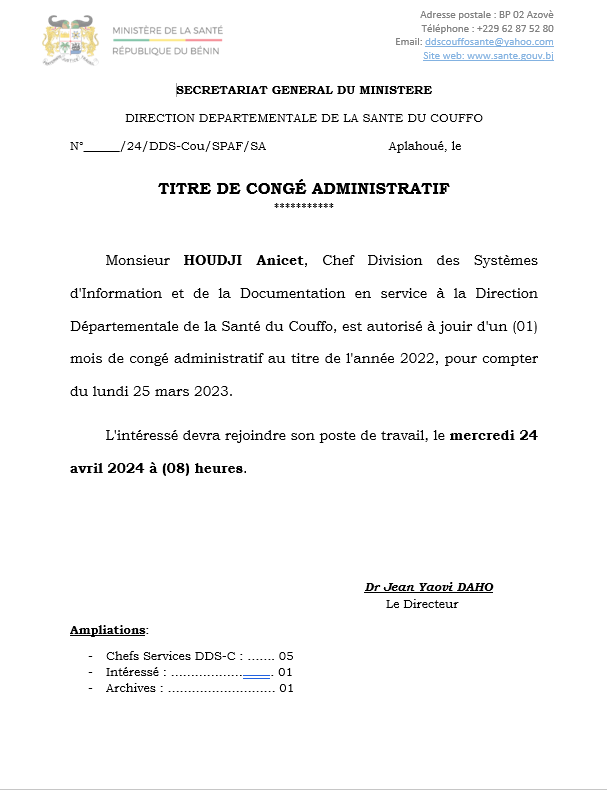 MINISTÈRE DE LA SANTÉ
RÉPUBLIQUE DU BÉNIN
Adresse postale : BP 02 Azovè
Téléphone : +229 62 87 52 80
Email: ddscouffosante@yahoo.com
Site web: www.sante.gouv.bj
SECRETARIAT GENERAL DU MINISTERE
DIRECTION DEPARTEMENTALE DE LA SANTE DU COUFFO
N°______/24/DDS-Cou/SPAF/SA Aplahoué, le
TITRE DE CONGÉ ADMINISTRATIF
***********
Monsieur HOUDJI Anicet, Chef Division des Systèmes
d'Information et de la Documentation en service à la Direction
Départementale de la Santé du Couffo, est autorisé à jouir d'un (01)
mois de congé administratif au titre de l'année 2022, pour compter
du lundi 25 mars 2023.
L'intéressé devra rejoindre son poste de travail, le mercredi 24
avril 2024 à (08) heures.
Dr Jean Yaovi DAHO
Le Directeur
Ampliations:
- Chefs Services DDS-C : ....... 05
- Intéressé : .......................... 01
- Archives : ........................... 01